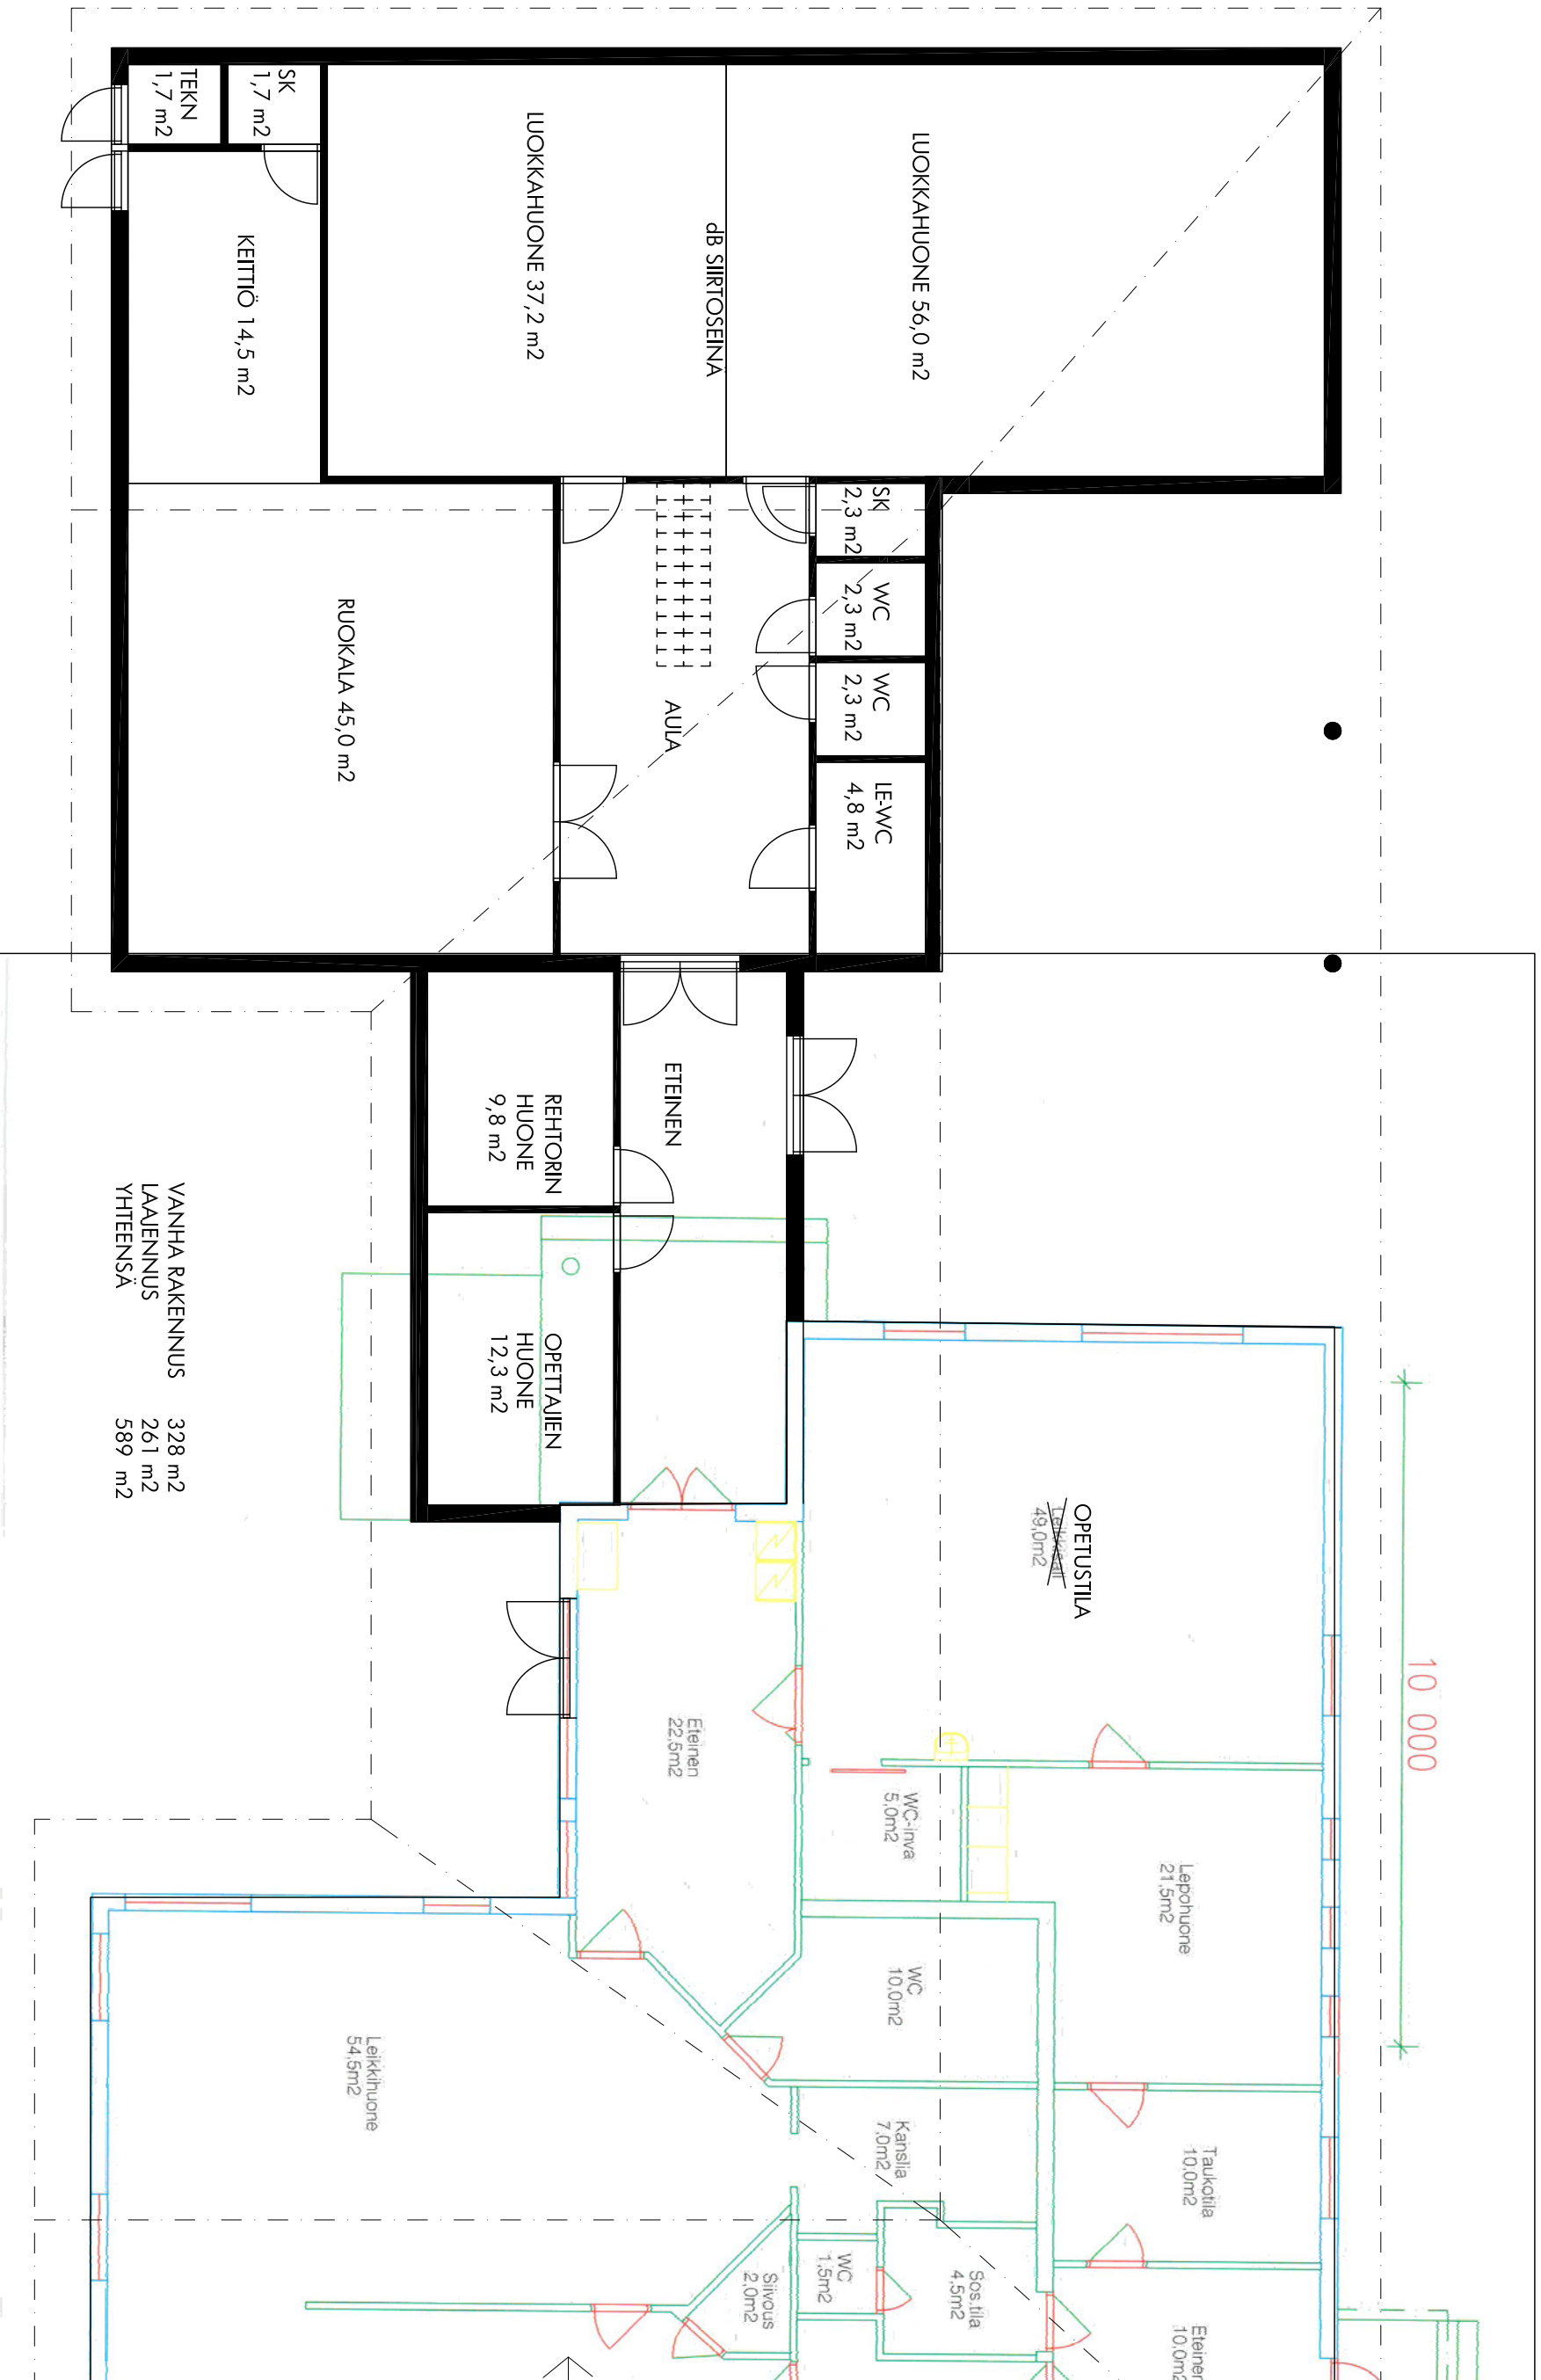 TEKN
1,7 m2
SK
1,7 m2
KEITTIÖ 14,5 m2
LUOKKAHUONE 37,2 m2
dB SIIRTOSEINÄ
LUOKKAHUONE 56,0 m2
SK
2,3 m2
WC
2,3 m2
WC
2,3 m2
LE-WC
4,8 m2
RUOKALA 45,0 m2
AULA
ETEINEN
REHTORIN
HUONE
9,8 m2
OPETTAJIEN
HUONE
12,3 m2
VANHA RAKENNUS 328 m2
LAAJENNUS 261 m2
YHTEENSÄ 589 m2
OPETUSTILA
49,0m2
10 000
Eteinen
22,5m2
WC-inva
5,0m2
Lepohuone
21,5m2
WC
10,0m2
Leikkihuone
54,5m2
Kanslia
7,0m2
Taukotila
10,0m2
WC
1,5m2
Siivous
2,0m2
Sos.tila
4,5m2
Eteinen
10,0m2